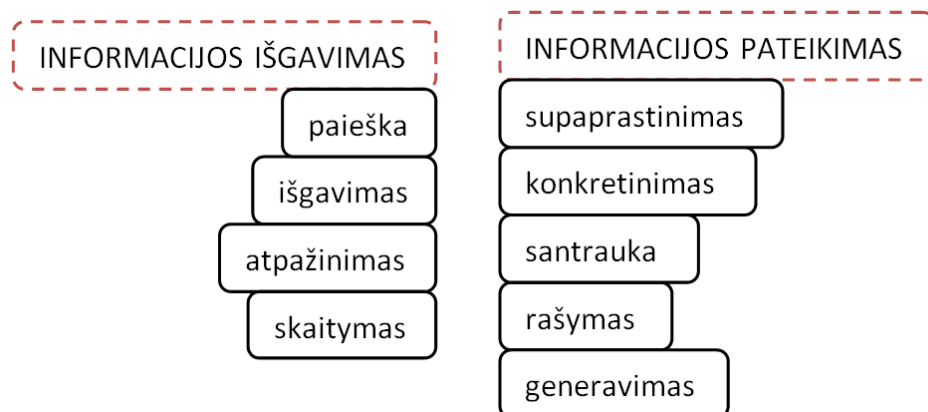 INFORMACIJOS IŠGAVIMAS
paieška
išgavimas
atpažinimas
skaitymas
INFORMACIJOS PATEIKIMAS
supaprastinimas
konkretinimas
santrauka
rašymas
generavimas